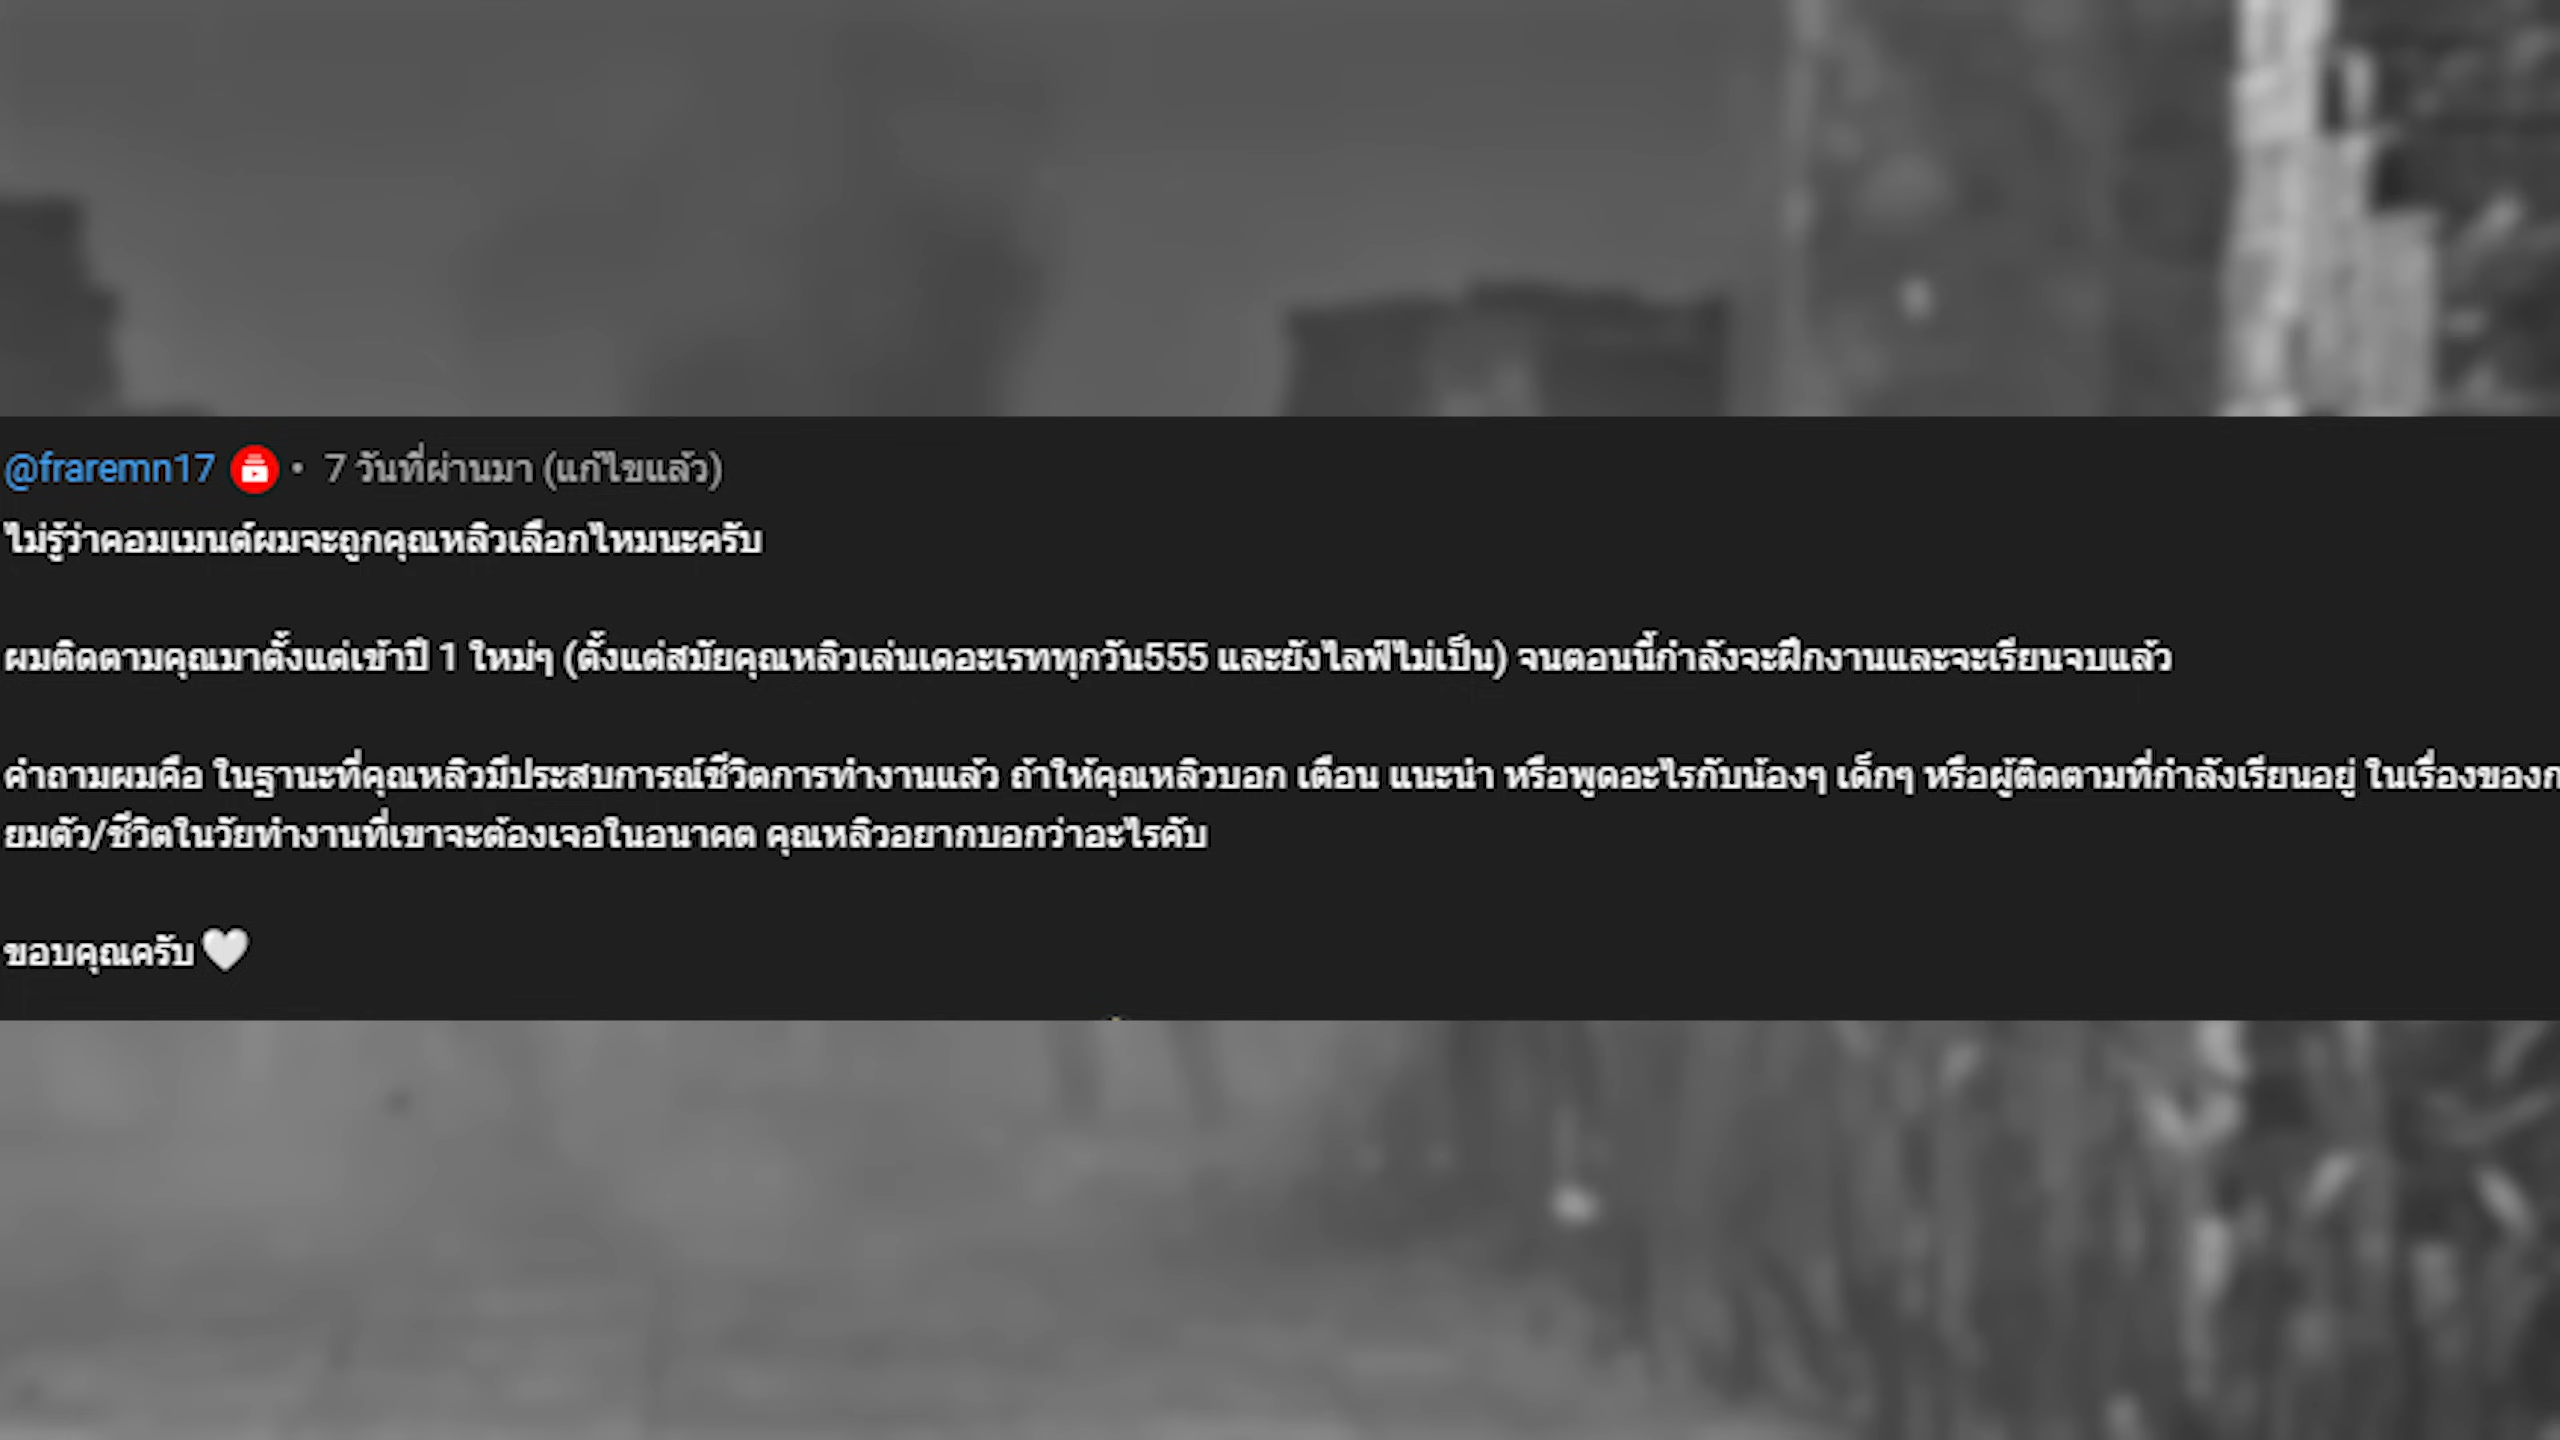 @fraremn17 • 7 วันที่ผ่านมา (แก้ไขแล้ว)
ไม่รู้ว่าคอมเมนต์ผมจะถูกคุณหลิวเลือกไหมนะครับ
ผมติดตามคุณมาตั้งแต่เข้าปี 1 ใหม่ๆ (ตั้งแต่สมัยคุณหลิวเล่นเดอะเรททุกวัน555 และยังไลฟ์ไม่เป็น) จนตอนนี้กำลังจะฝึกงานและจะเรียนจบแล้ว
คำถามผมคือ ในฐานะที่คุณหลิวมีประสบการณ์ชีวิตการทำงานแล้ว ถ้าให้คุณหลิวบอก เตือน แนะนำ หรือพูดอะไรกับน้องๆ เด็กๆ หรือผู้ติดตามที่กำลังเรียนอยู่ ในเรื่องของก
ยมตัว/ชีวิตในวัยทำงานที่เขาจะต้องเจอในอนาคต คุณหลิวอยากบอกว่าอะไรคับ
ขอบคุณครับ 🤍